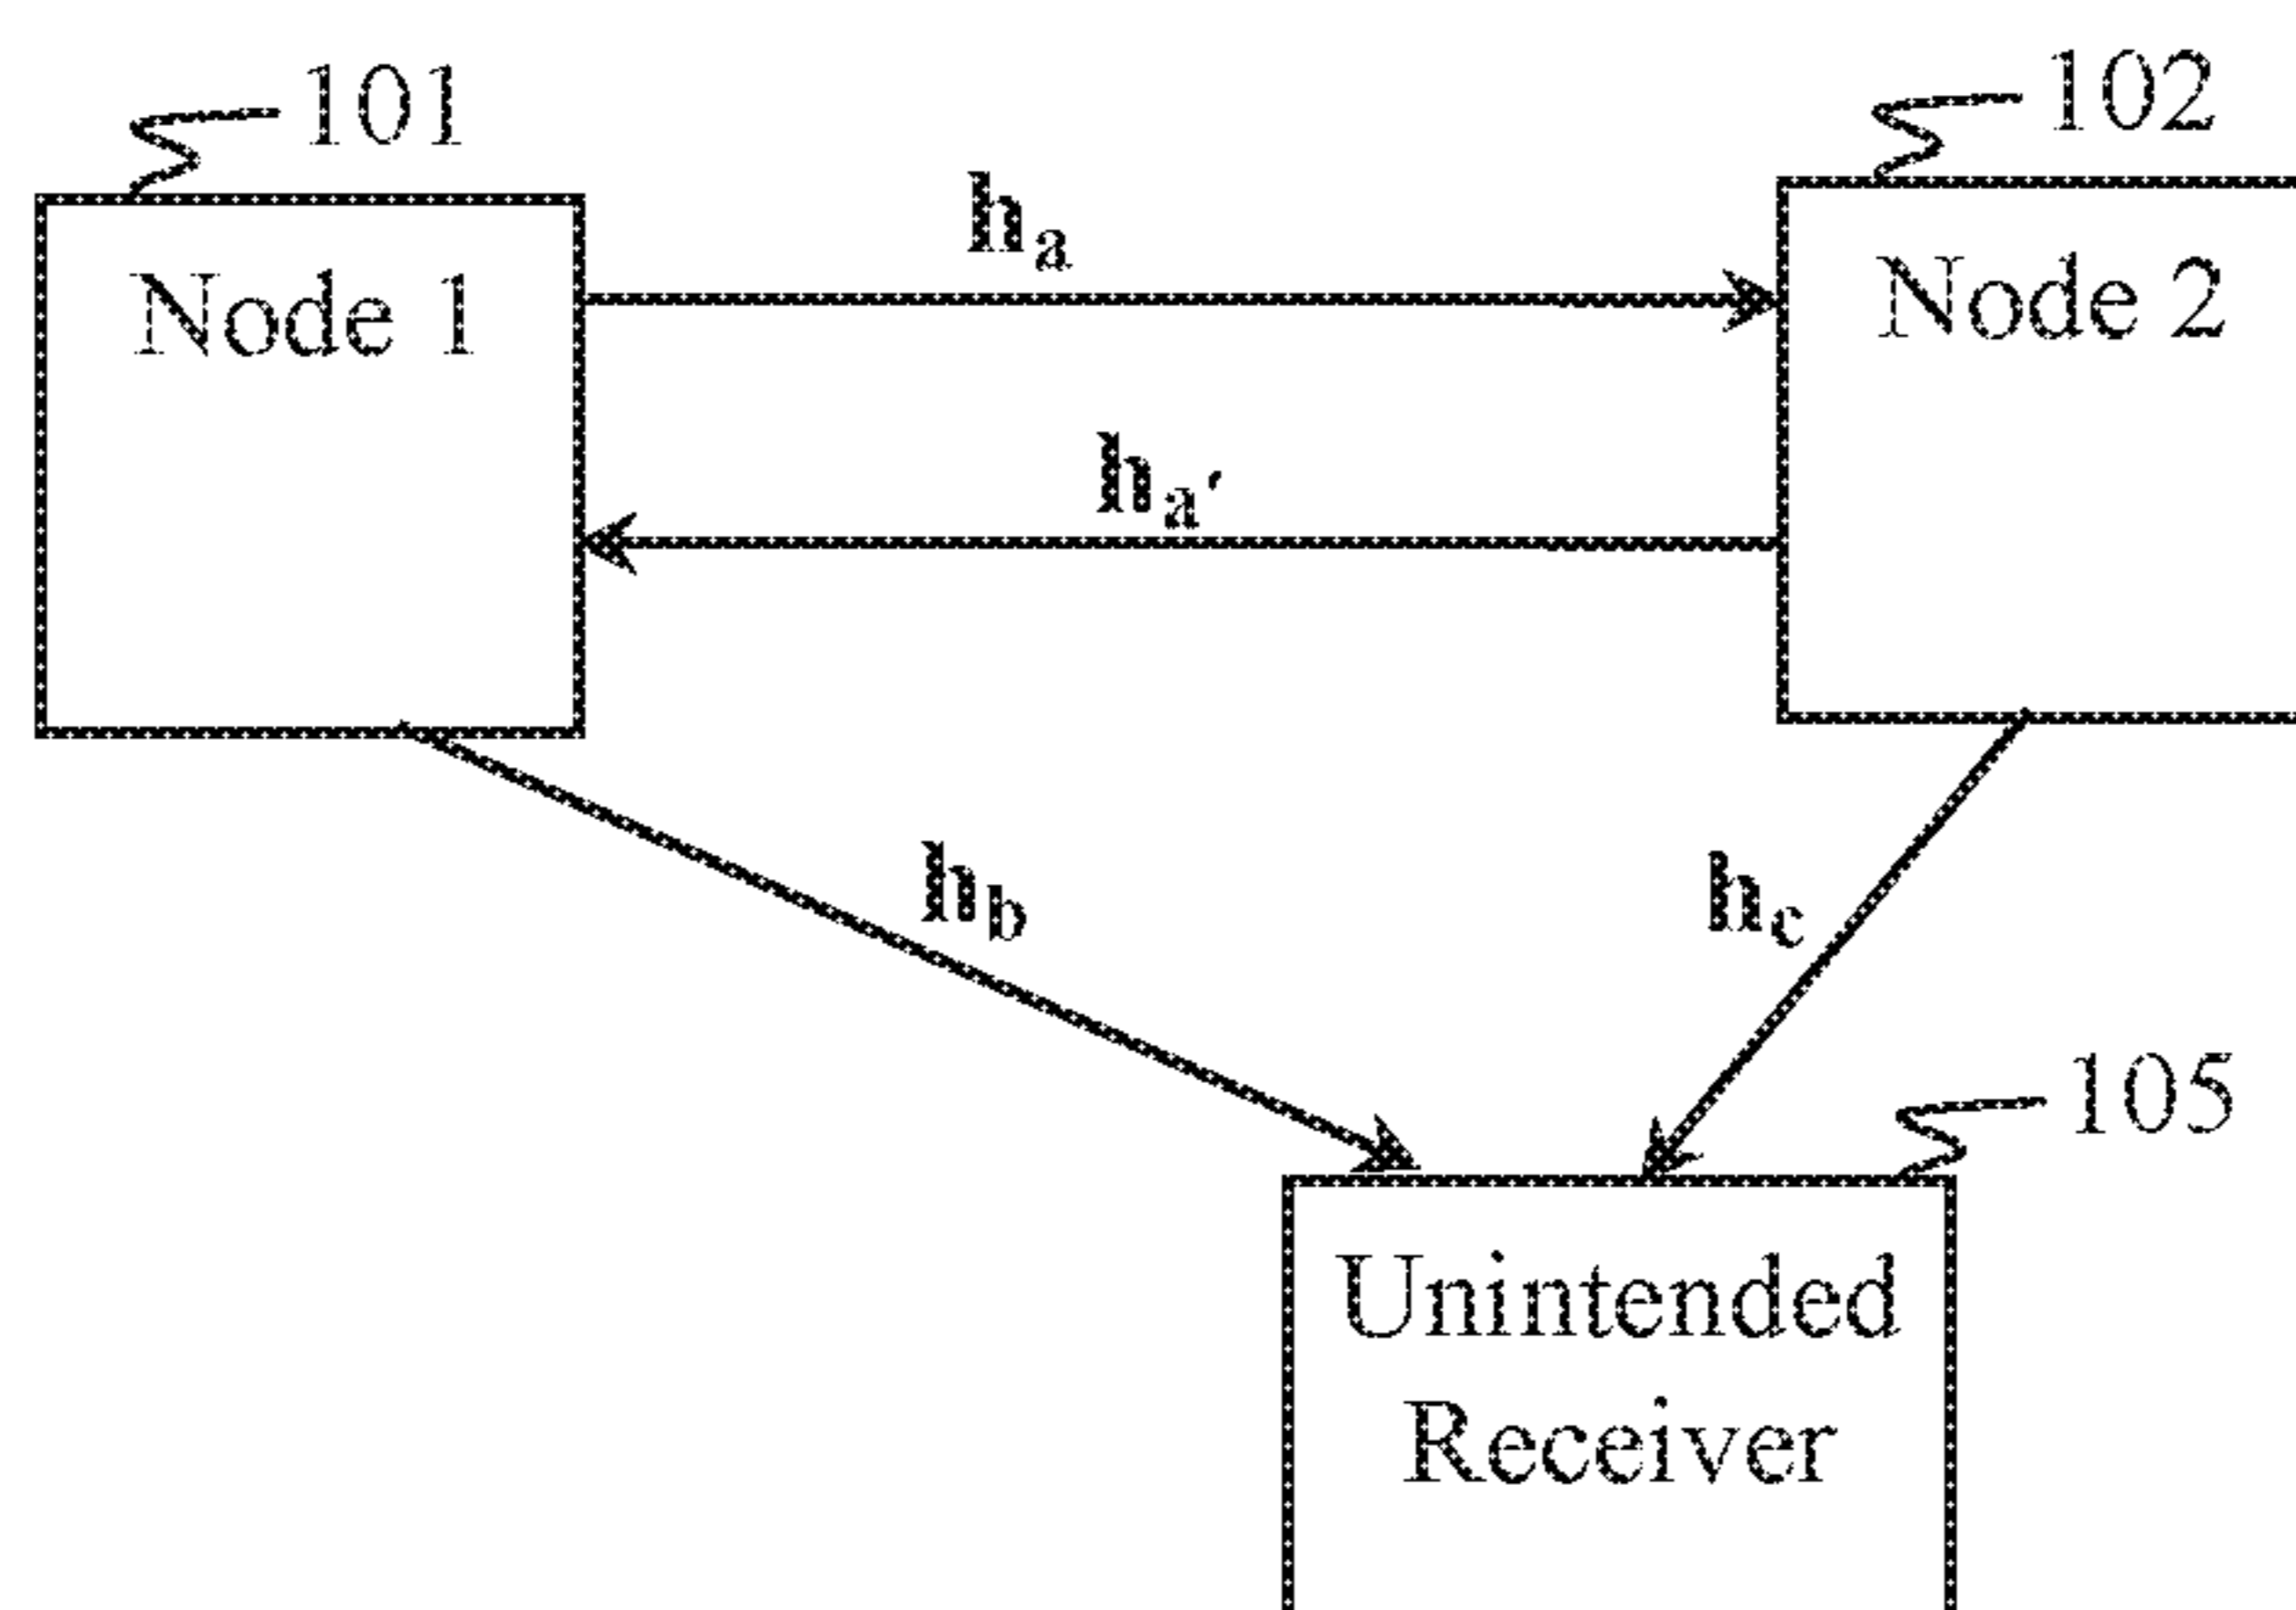 101
102
Node 1
h_a
Node 2
h_a′
h_b
h_c
105
Unintended
Receiver